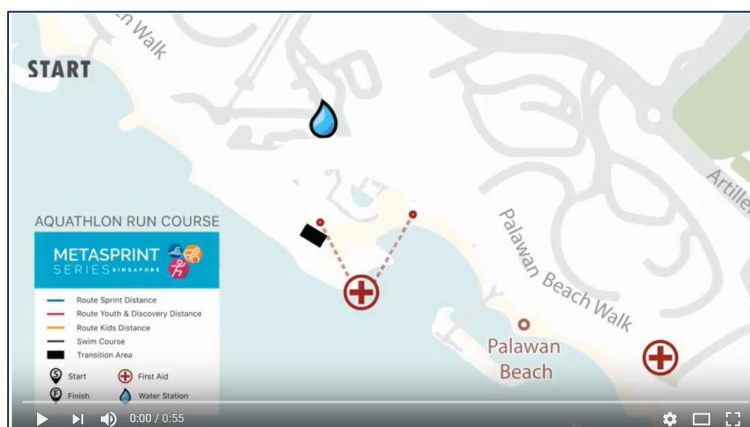 START
n Walk
AQUATHLON RUN COURSE
METASPRINT
SERIES SINGAPORE
Route Sprint Distance
Route Youth & Discovery Distance
Route Kids Distance
Swim Course
Transition Area
S Start
First Aid
F Finish
Water Station
Palawan Beach Walk
Artille
Palawan
Beach
0:00 / 0:55